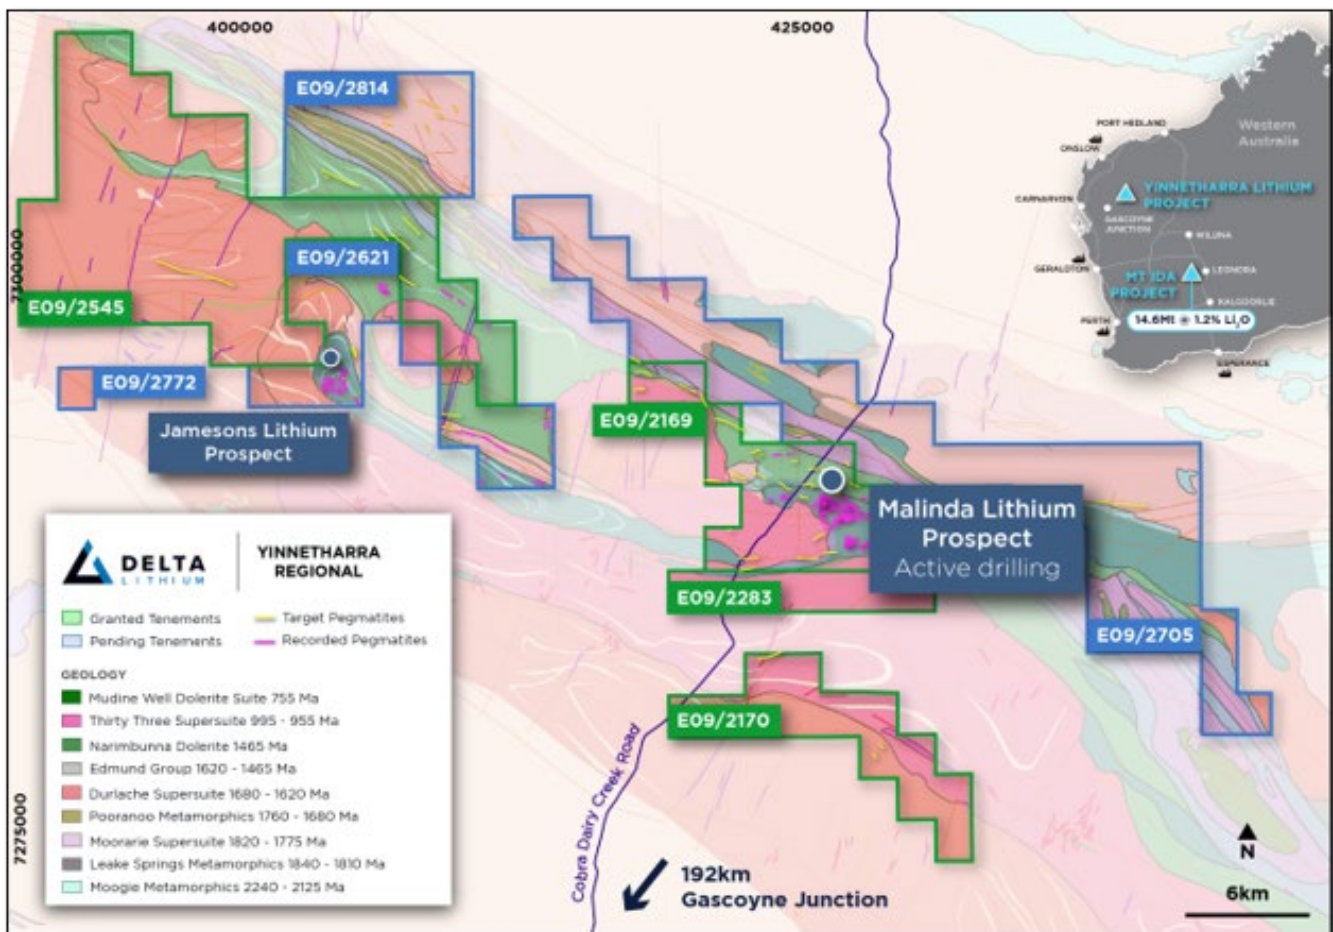 400000
425000
7300000
7275000
E09/2814
E09/2621
E09/2545
E09/2772
Jamesons Lithium
Prospect
E09/2169
Malinda Lithium
Prospect
Active drilling
E09/2283
E09/2705
E09/2170
Cobra Dairy Creek Road
192km
Gascoyne Junction
N
6km
Western
Australia
PORT HEDLAND
ONSLOW
YINNETHARRA LITHIUM
PROJECT
CARNARVON
GASCOYNE
JUNCTION
WILUNA
GERALDTON
MT IDA
PROJECT
LEONORA
KALGOORLIE
14.6Mt @ 1.2% Li₂O
PERTH
ESPERANCE
DELTA
LITHIUM
YINNETHARRA
REGIONAL
Granted Tenements
Target Pegmatites
Pending Tenements
Recorded Pegmatites
GEOLOGY
Mudine Well Dolerite Suite 755 Ma
Thirty Three Supersuite 995 - 955 Ma
Narimbunna Dolerite 1465 Ma
Edmund Group 1620 - 1465 Ma
Durlache Supersuite 1680 - 1620 Ma
Pooranoo Metamorphics 1760 - 1680 Ma
Moorarie Supersuite 1820 - 1775 Ma
Leake Springs Metamorphics 1840 - 1810 Ma
Moogie Metamorphics 2240 - 2125 Ma